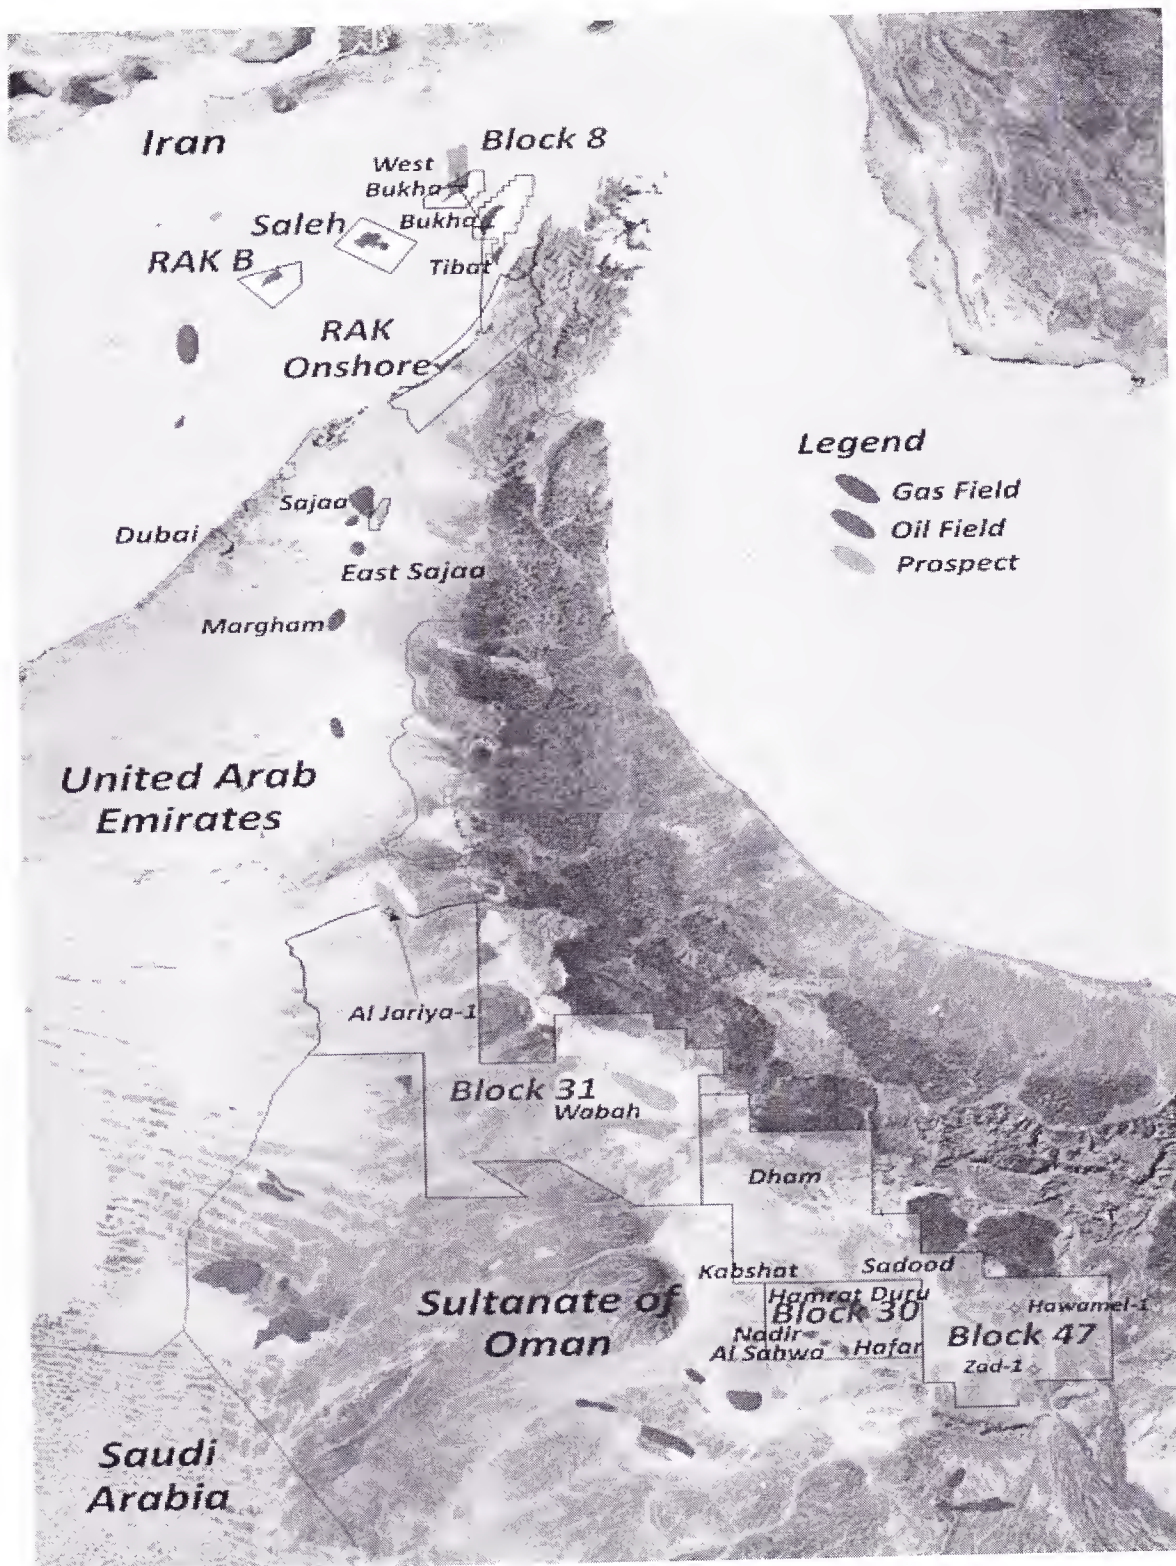 Iran
Block 8
West
Bukha
Saleh
Bukha
RAK B
Tibat
RAK
Onshore
Legend
Gas Field
Oil Field
Prospect
Sajaa
Dubai
East Sajaa
Margham
United Arab
Emirates
Al Jariya-1
Block 31
Wabah
Dham
Kabshat
Sadood
Hamrat Duru
Block 30
Hawamel-1
Nadir
Al Sahwa
Hafar
Block 47
Zad-1
Sultanate of
Oman
Saudi
Arabia